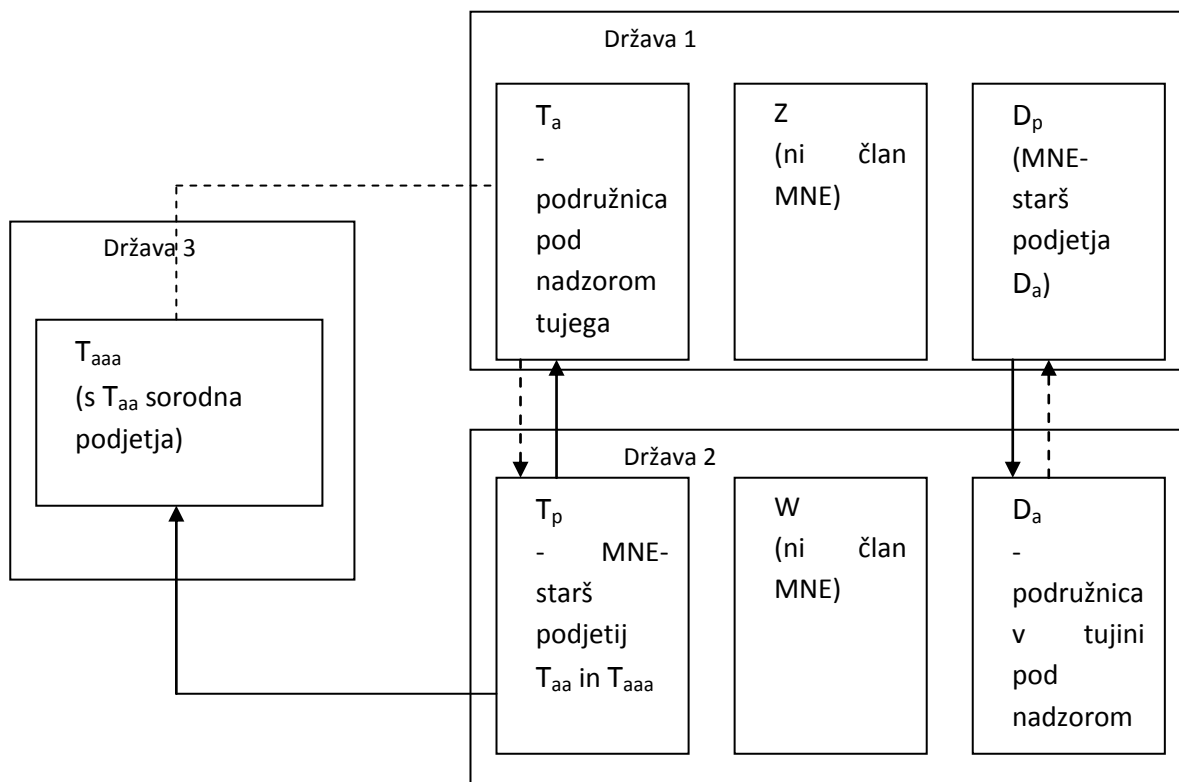 Država 1
Ta
-
podružnica
pod
nadzorom
tujega
Z
(ni član
MNE)
Dp
(MNE-
starš
podjetja
Da)
Država 3
Taaa
(s Taa sorodna
podjetja)
Država 2
Tp
- MNE-
starš
podjetij
Taa in Taaa
W
(ni član
MNE)
Da
-
podružnica
v tujini
pod
nadzorom